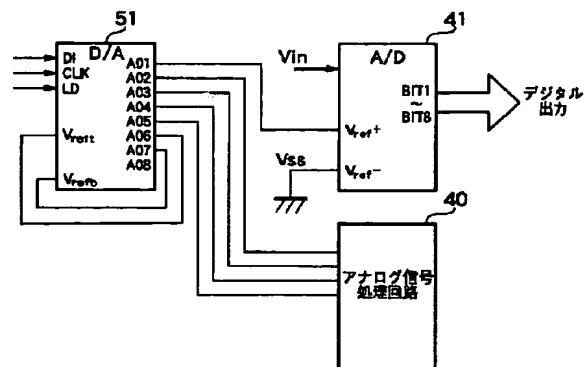 51
D/A
DI
CLK
LD
Vreft
Vrefb
A01
A02
A03
A04
A05
A06
A07
A08
41
Vin
A/D
BIT1
～
BIT8
Vref+
Vss
Vref−
デジタル
出力
40
アナログ信号
処理回路